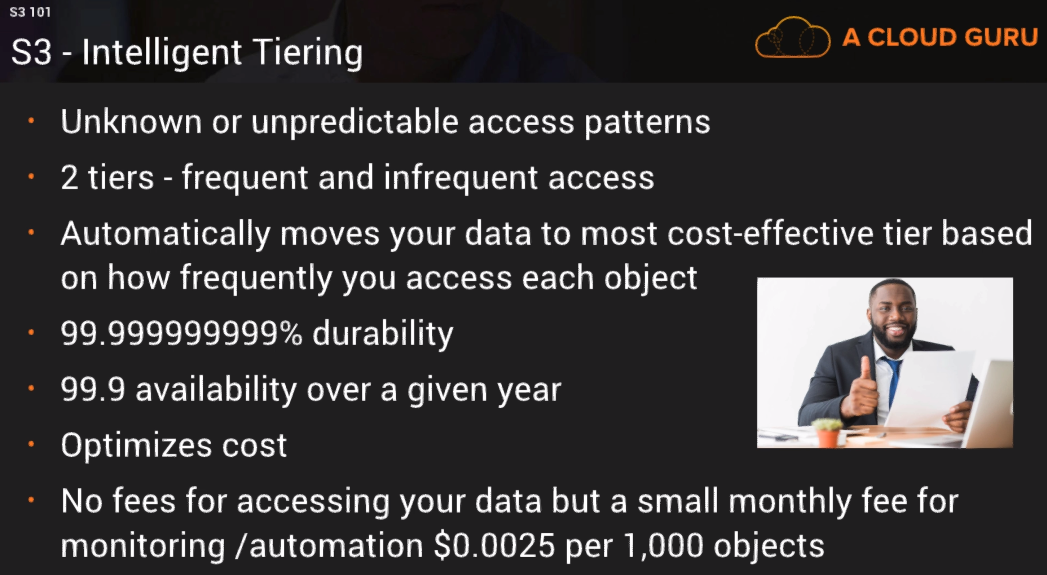 S3 101
S3 - Intelligent Tiering
A CLOUD GURU
• Unknown or unpredictable access patterns
• 2 tiers - frequent and infrequent access
• Automatically moves your data to most cost-effective tier based
on how frequently you access each object
• 99.999999999% durability
• 99.9 availability over a given year
• Optimizes cost
• No fees for accessing your data but a small monthly fee for
monitoring /automation $0.0025 per 1,000 objects